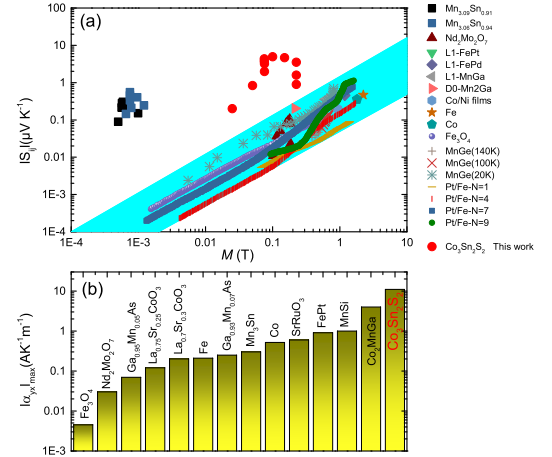 (a)
100
10
1
0.1
0.01
1E-3
1E-4
|S_ij|(μV K⁻¹)
1E-4
1E-3
0.01
0.1
1
10
M (T)
Mn₃.₀₉Sn₀.₉₁
Mn₃.₀₆Sn₀.₉₄
Nd₂Mo₂O₇
L1-FePt
L1-FePd
L1-MnGa
D0-Mn2Ga
Co/Ni films
Fe
Co
Fe₃O₄
MnGe(140K)
MnGe(100K)
MnGe(20K)
Pt/Fe-N=1
Pt/Fe-N=4
Pt/Fe-N=7
Pt/Fe-N=9
Co₃Sn₂S₂ This work
(b)
10
1
0.1
0.01
1E-3
|α_yx|_max(AK⁻¹m⁻¹)
Fe₃O₄
Nd₂Mo₂O₇
Ga₀.₉₅Mn₀.₀₅As
La₀.₇₅Sr₀.₂₅CoO₃
La₀.₇Sr₀.₃CoO₃
Fe
Ga₀.₉₃Mn₀.₀₇As
Mn₃Sn
Co
SrRuO₃
FePt
MnSi
Co₂MnGa
Co₃Sn₂S₂